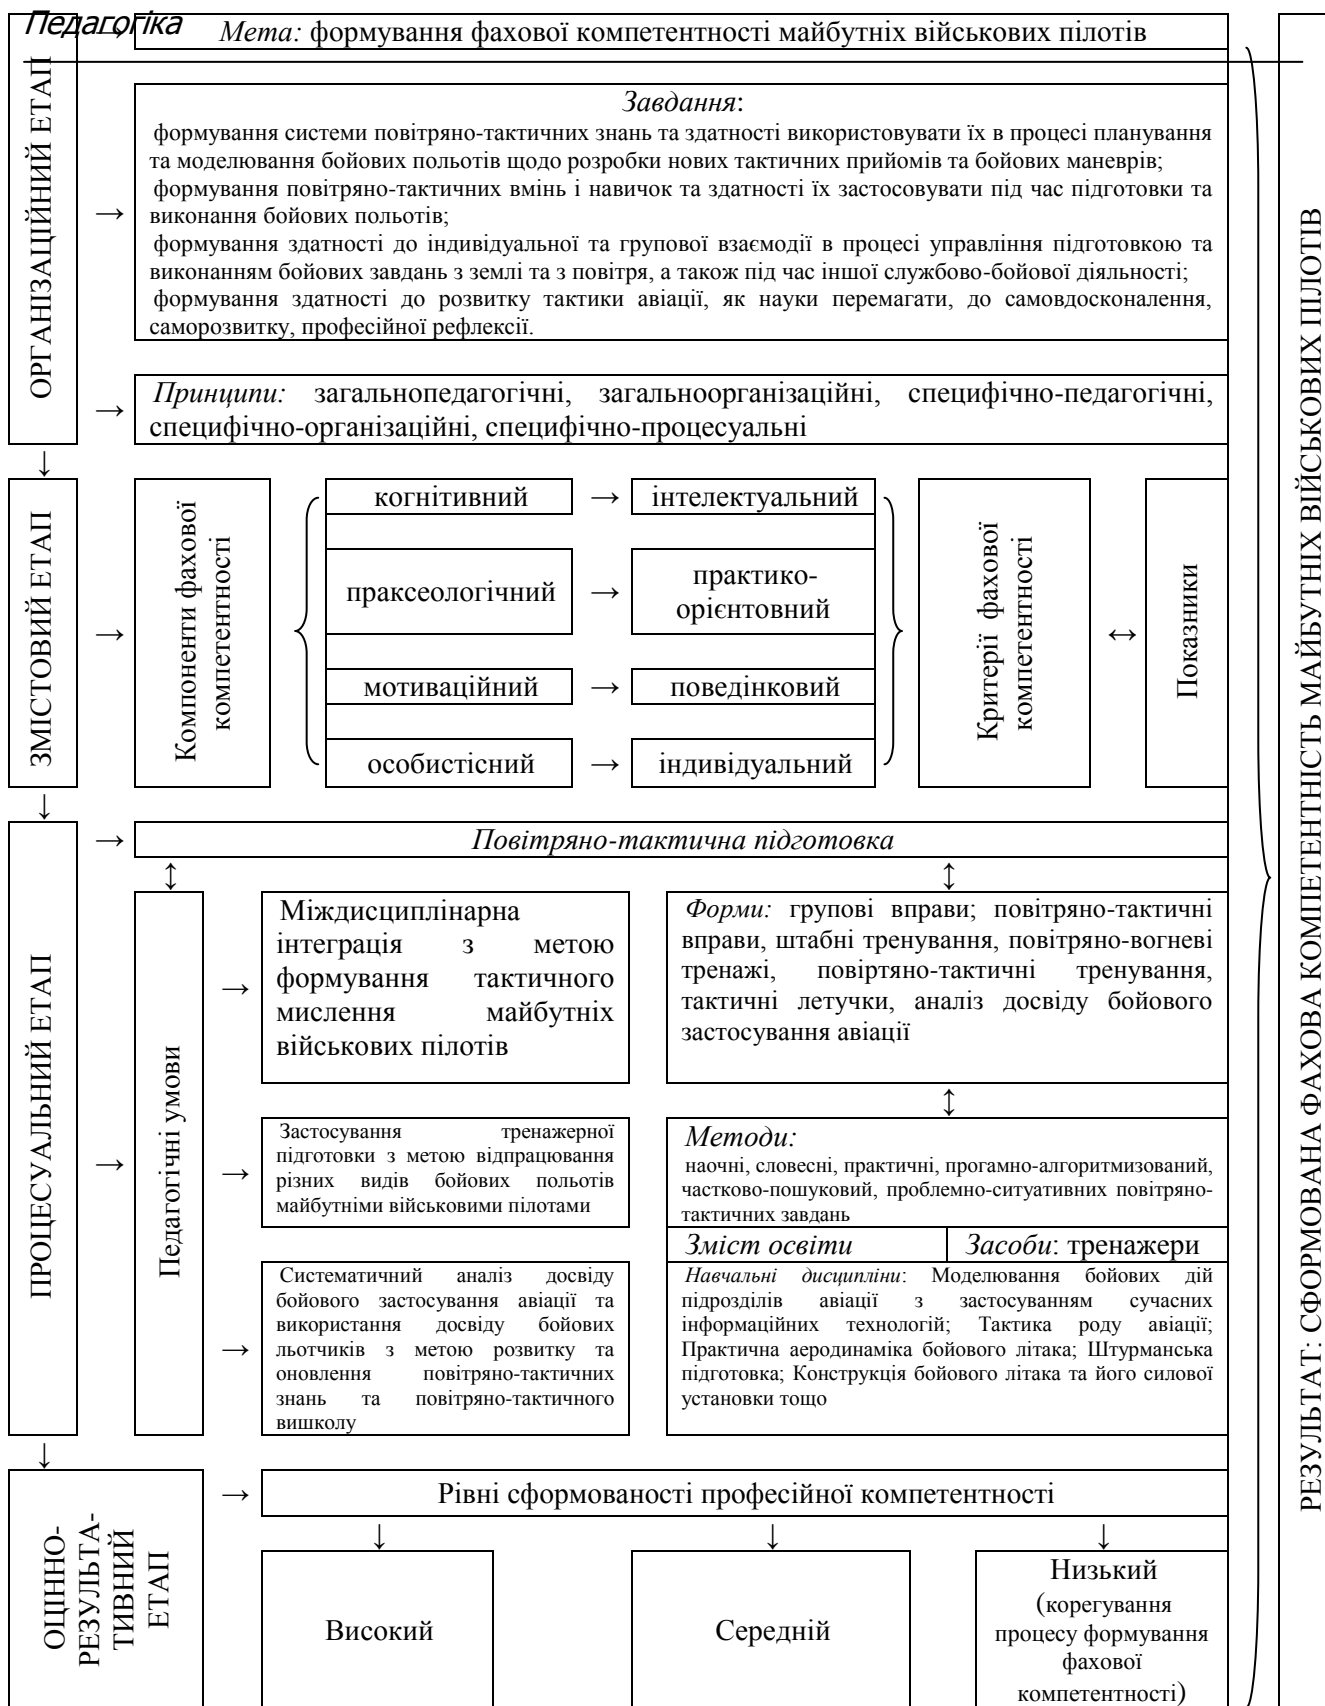 Педагогіка
Мета: формування фахової компетентності майбутніх військових пілотів
ОРГАНІЗАЦІЙНИЙ ЕТАП
Завдання:
формування системи повітряно-тактичних знань та здатності використовувати їх в процесі планування
та моделювання бойових польотів щодо розробки нових тактичних прийомів та бойових маневрів;
формування повітряно-тактичних вмінь і навичок та здатності їх застосовувати під час підготовки та
виконання бойових польотів;
формування здатності до індивідуальної та групової взаємодії в процесі управління підготовкою та
виконанням бойових завдань з землі та з повітря, а також під час іншої службово-бойової діяльності;
формування здатності до розвитку тактики авіації, як науки перемагати, до самовдосконалення,
саморозвитку, професійної рефлексії.
Принципи: загальнопедагогічні, загальноорганізаційні, специфічно-педагогічні,
специфічно-організаційні, специфічно-процесуальні
ЗМІСТОВИЙ ЕТАП
Компоненти фахової
компетентності
когнітивний → інтелектуальний
праксеологічний → практико-
орієнтовний
мотиваційний → поведінковий
особистісний → індивідуальний
Критерії фахової
компетентності
Показники
ПРОЦЕСУАЛЬНИЙ ЕТАП
Повітряно-тактична підготовка
Педагогічні умови
Міждисциплінарна
інтеграція з метою
формування тактичного
мислення майбутніх
військових пілотів
Застосування тренажерної
підготовки з метою відпрацювання
різних видів бойових польотів
майбутніми військовими пілотами
Систематичний аналіз досвіду
бойового застосування авіації та
використання досвіду бойових
льотчиків з метою розвитку та
оновлення повітряно-тактичних
знань та повітряно-тактичного
вишколу
Форми: групові вправи; повітряно-тактичні
вправи, штабні тренування, повітряно-вогневі
тренажі, повіртяно-тактичні тренування,
тактичні летучки, аналіз досвіду бойового
застосування авіації
Методи:
наочні, словесні, практичні, прогамно-алгоритмизований,
частково-пошуковий, проблемно-ситуативних повітряно-
тактичних завдань
Зміст освіти
Засоби: тренажери
Навчальні дисципліни: Моделювання бойових дій
підрозділів авіації з застосуванням сучасних
інформаційних технологій; Тактика роду авіації;
Практична аеродинаміка бойового літака; Штурманська
підготовка; Конструкція бойового літака та його силової
установки тощо
ОЦІННО-
РЕЗУЛЬТА-
ТИВНИЙ
ЕТАП
Рівні сформованості професійної компетентності
Високий
Середній
Низький
(корегування
процесу формування
фахової
компетентності)
РЕЗУЛЬТАТ: СФОРМОВАНА ФАХОВА КОМПЕТЕНТНІСТЬ МАЙБУТНІХ ВІЙСЬКОВИХ ПІЛОТІВ